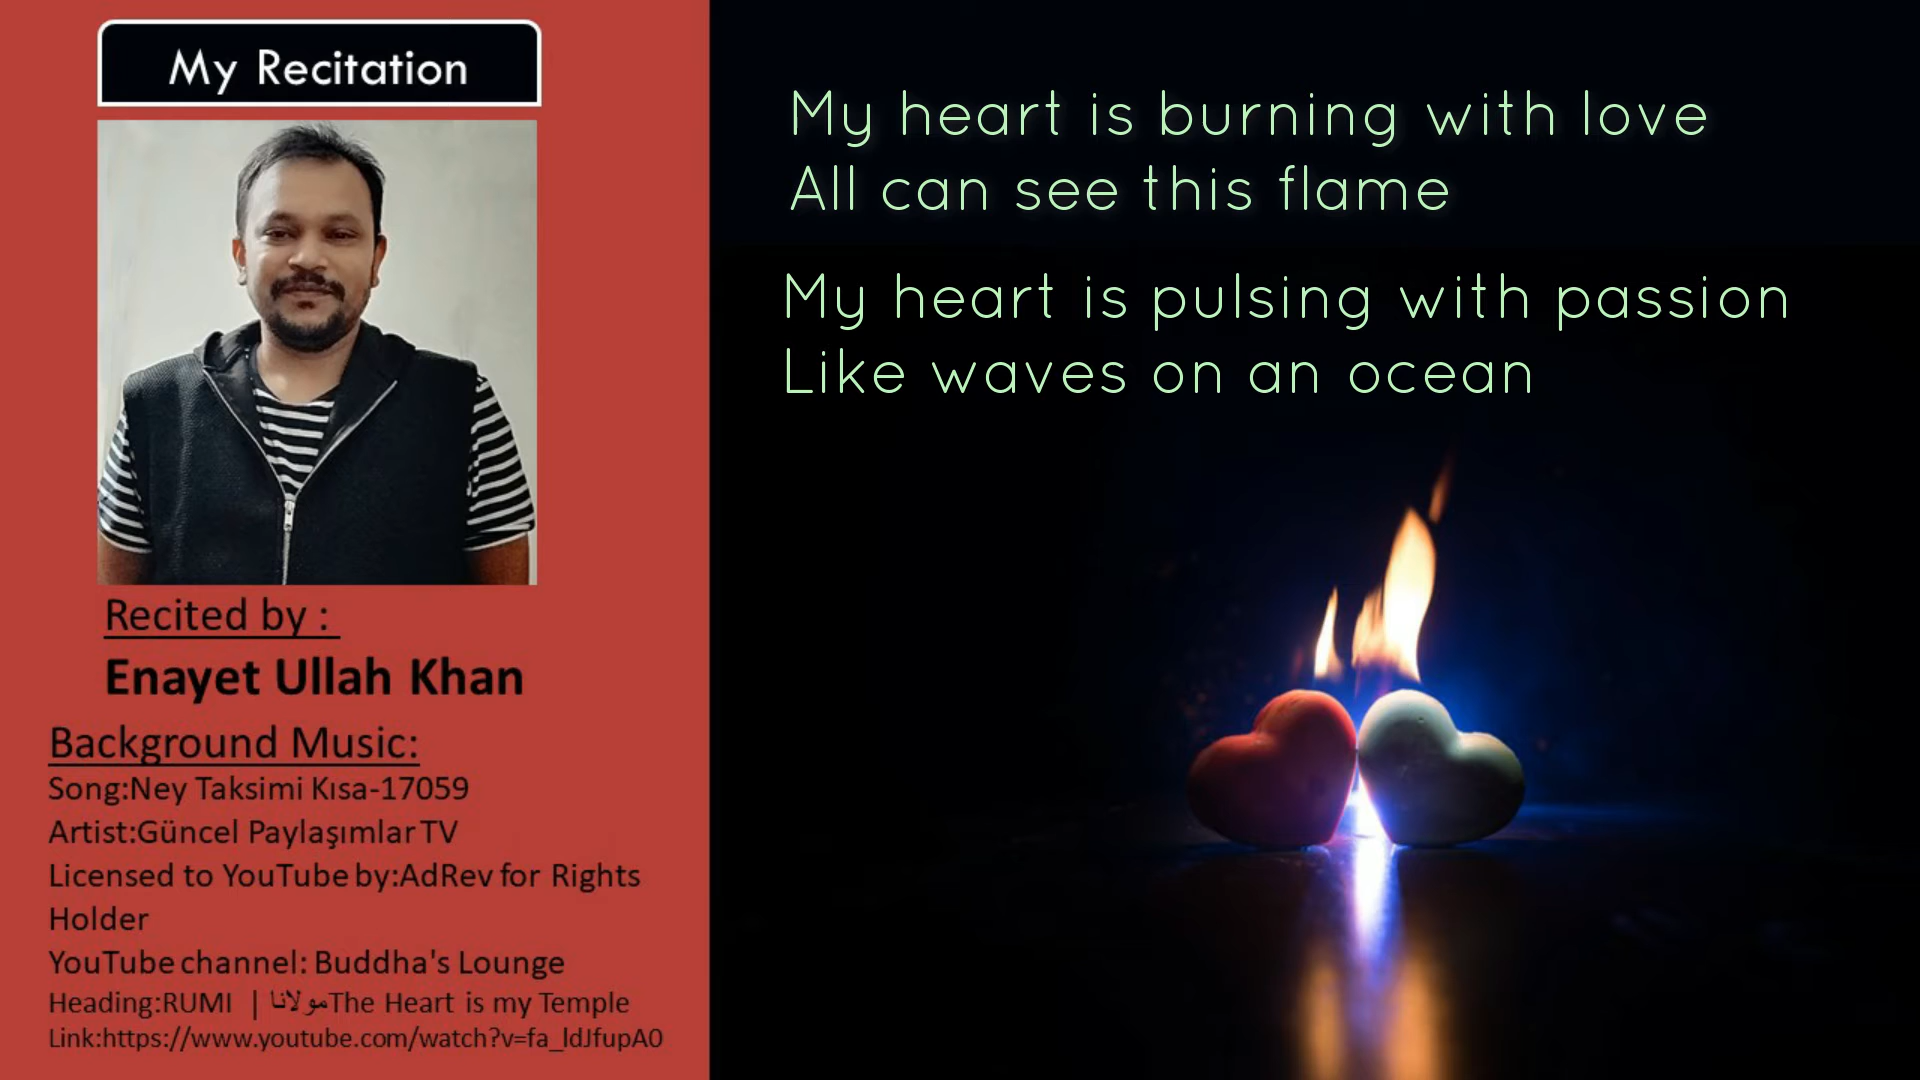 My Recitation
Recited by :
Enayet Ullah Khan
Background Music:
Song:Ney Taksimi Kısa-17059
Artist:Güncel Paylaşımlar TV
Licensed to YouTube by:AdRev for Rights
Holder
YouTube channel: Buddha's Lounge
Heading:RUMI | مولانا The Heart is my Temple
Link:https://www.youtube.com/watch?v=fa_ldJfupA0
My heart is burning with love
All can see this flame
My heart is pulsing with passion
Like waves on an ocean